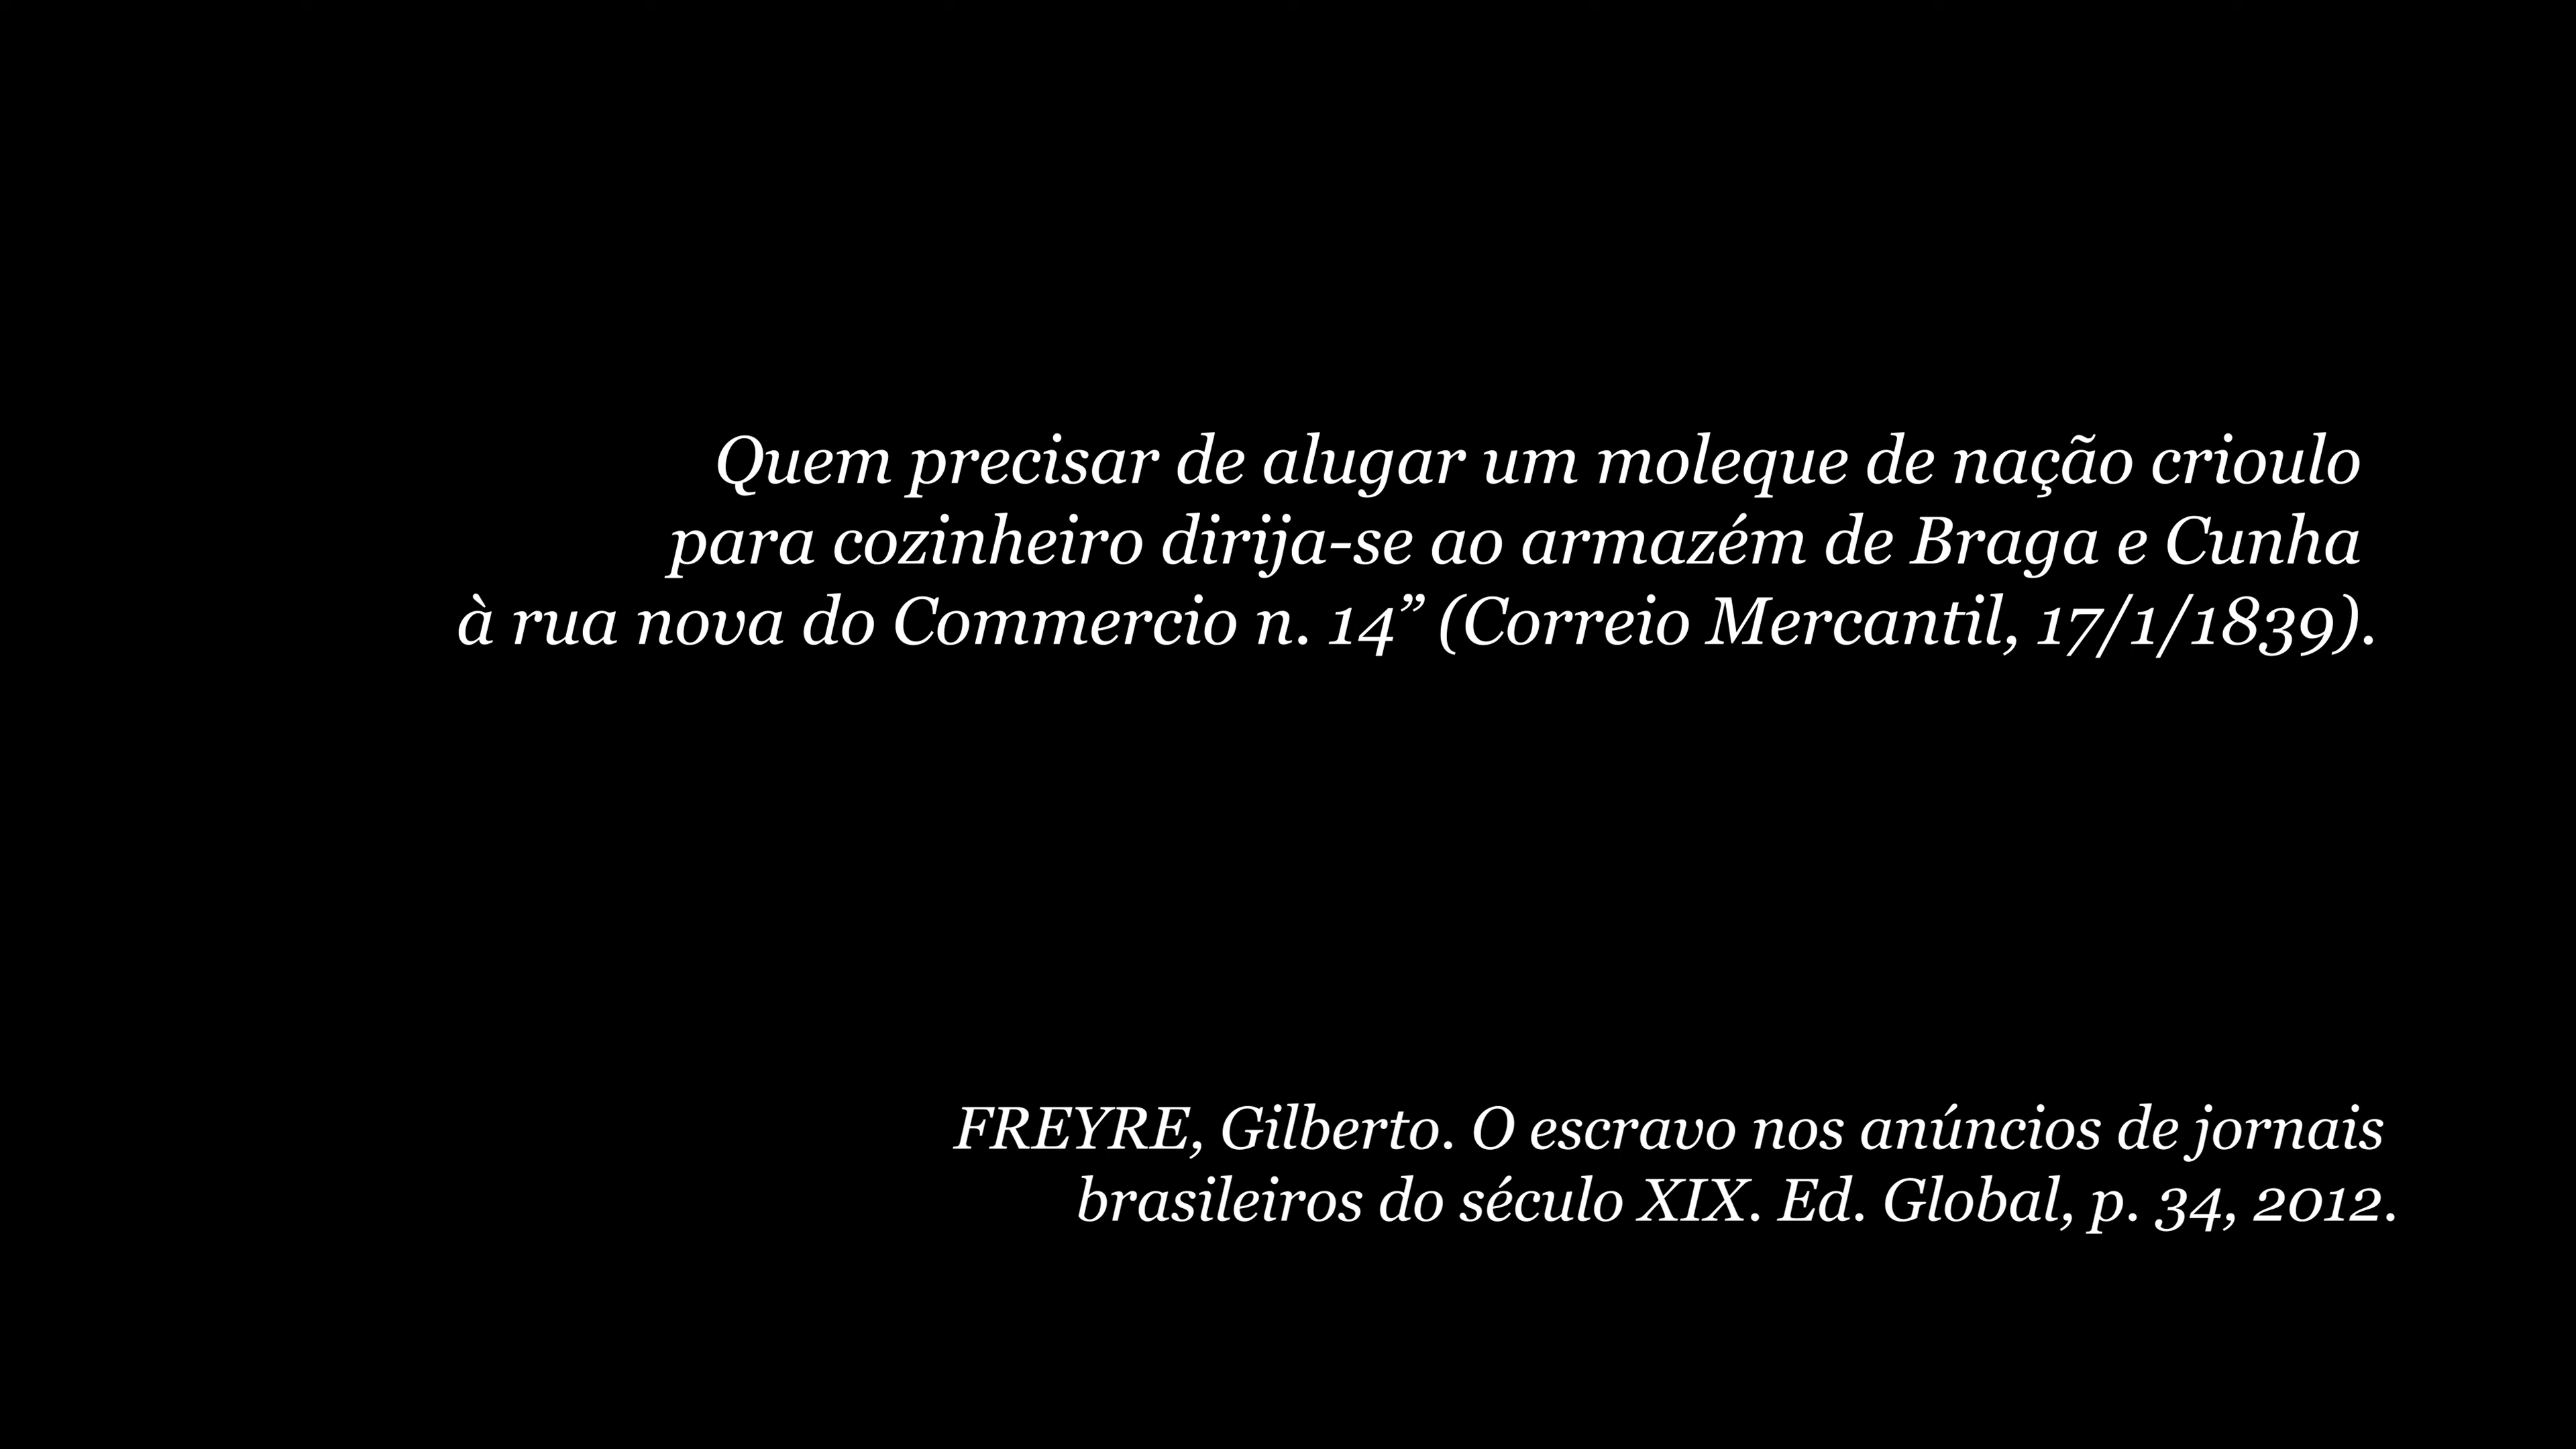 Quem precisar de alugar um moleque de nação crioulo
para cozinheiro dirija-se ao armazém de Braga e Cunha
à rua nova do Commercio n. 14” (Correio Mercantil, 17/1/1839).
FREYRE, Gilberto. O escravo nos anúncios de jornais
brasileiros do século XIX. Ed. Global, p. 34, 2012.